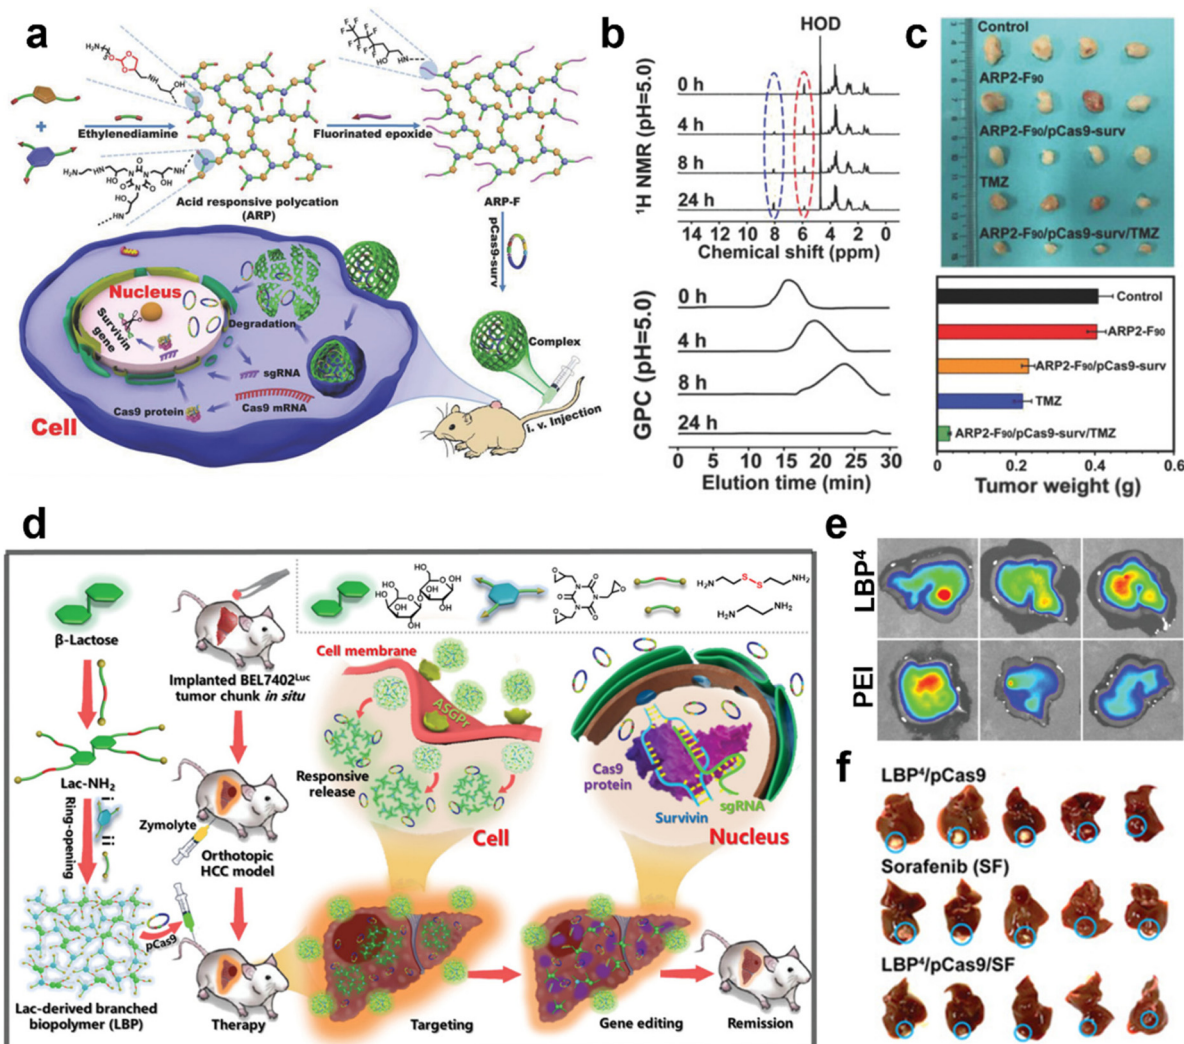 a
Ethylenediamine
Fluorinated epoxide
Acid responsive polycation
(ARP)
ARP-F
pCas9-surv
Nucleus
Survivin
gene
Degradation
sgRNA
Cas9 protein
Cas9 mRNA
Cell
Complex
i. v. Injection
b
HOD
¹H NMR (pH=5.0)
0 h
4 h
8 h
24 h
15 14 12 10 8 6 4 2 0
Chemical shift (ppm)
GPC (pH=5.0)
0 h
4 h
8 h
24 h
0 5 10 15 20 25 30
Elution time (min)
c
Control
ARP2-F90
ARP2-F90/pCas9-surv
TMZ
ARP2-F90/pCas9-surv/TMZ
Control
ARP2-F90
ARP2-F90/pCas9-surv
TMZ
ARP2-F90/pCas9-surv/TMZ
0 0.2 0.4 0.6
Tumor weight (g)
d
β-Lactose
Lac-NH₂
Ring-opening
i
ii
pCas9
Lac-derived branched
biopolymer (LBP)
Implanted BEL7402Luc
tumor chunk in situ
Zymolyte
Orthotopic
HCC model
Therapy
Cell membrane
ASGPr
Responsive
release
Cell
Cas9
protein
sgRNA
Survivin
Nucleus
Targeting
Gene editing
Remission
e
LBP⁴
PEI
f
LBP⁴/pCas9
Sorafenib (SF)
LBP⁴/pCas9/SF